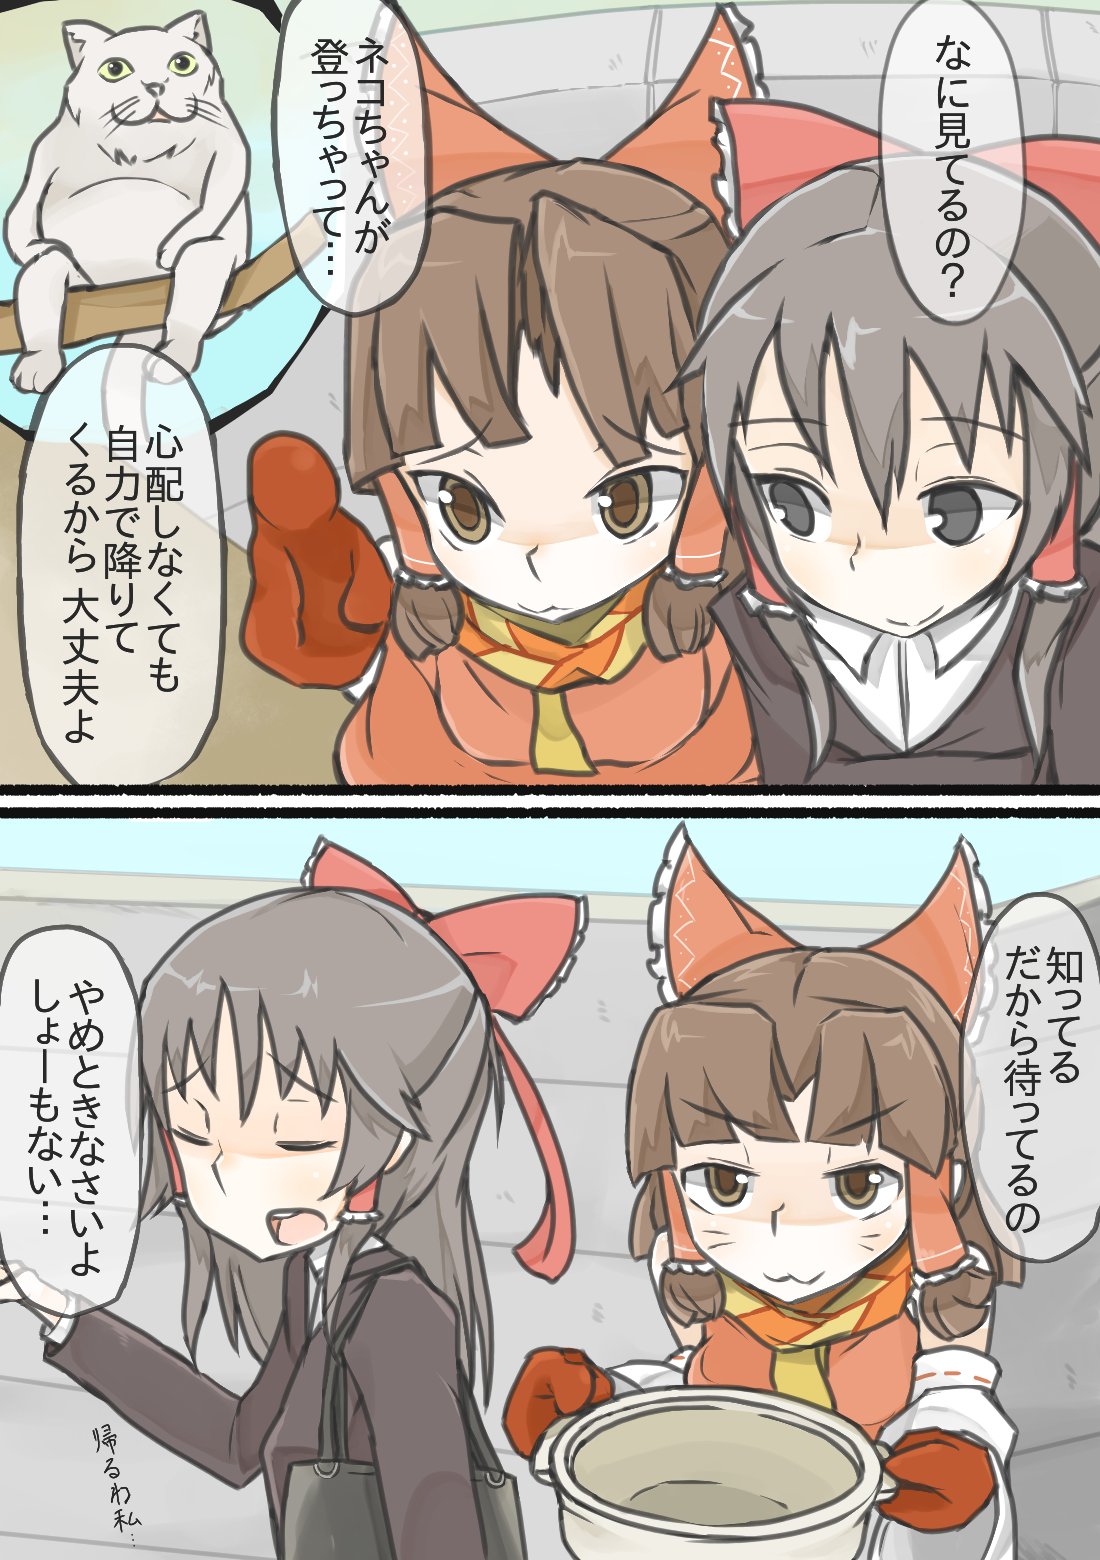 なに見てるの？
ネコちゃんが
登っちゃって…
心配しなくても
自力で降りて
くるから大丈夫よ
知ってる
だから待ってるの
やめときなさいよ
しょーもない…
帰るわ私…